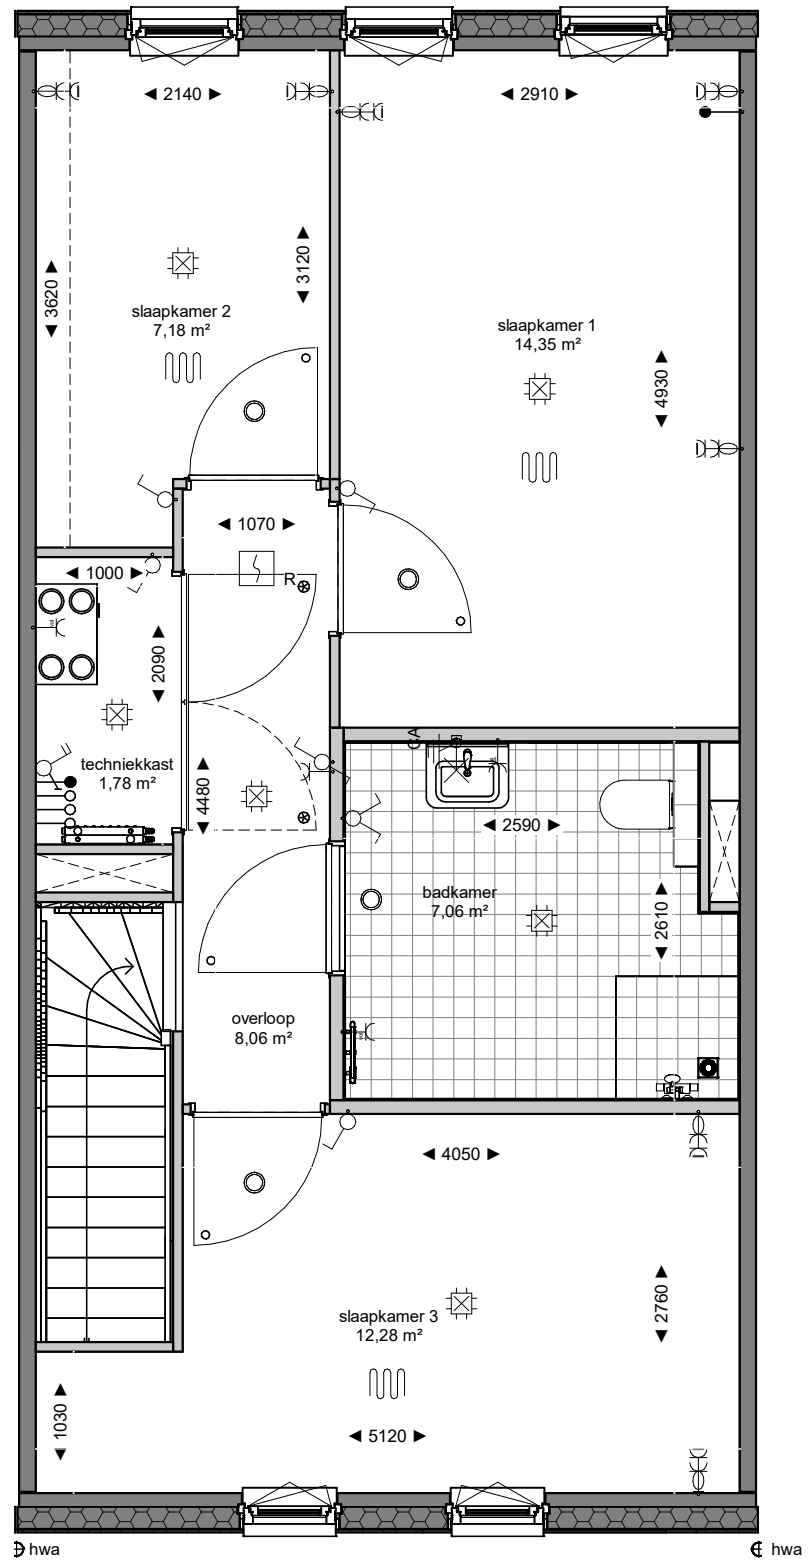 2140
2910
3120
3620
slaapkamer 2
7,18 m²
slaapkamer 1
14,35 m²
4930
1070
1000
R
2090
techniekkast
1,78 m²
4480
CA
2590
badkamer
7,06 m²
2610
overloop
8,06 m²
4050
2760
slaapkamer 3
12,28 m²
1030
5120
hwa
hwa